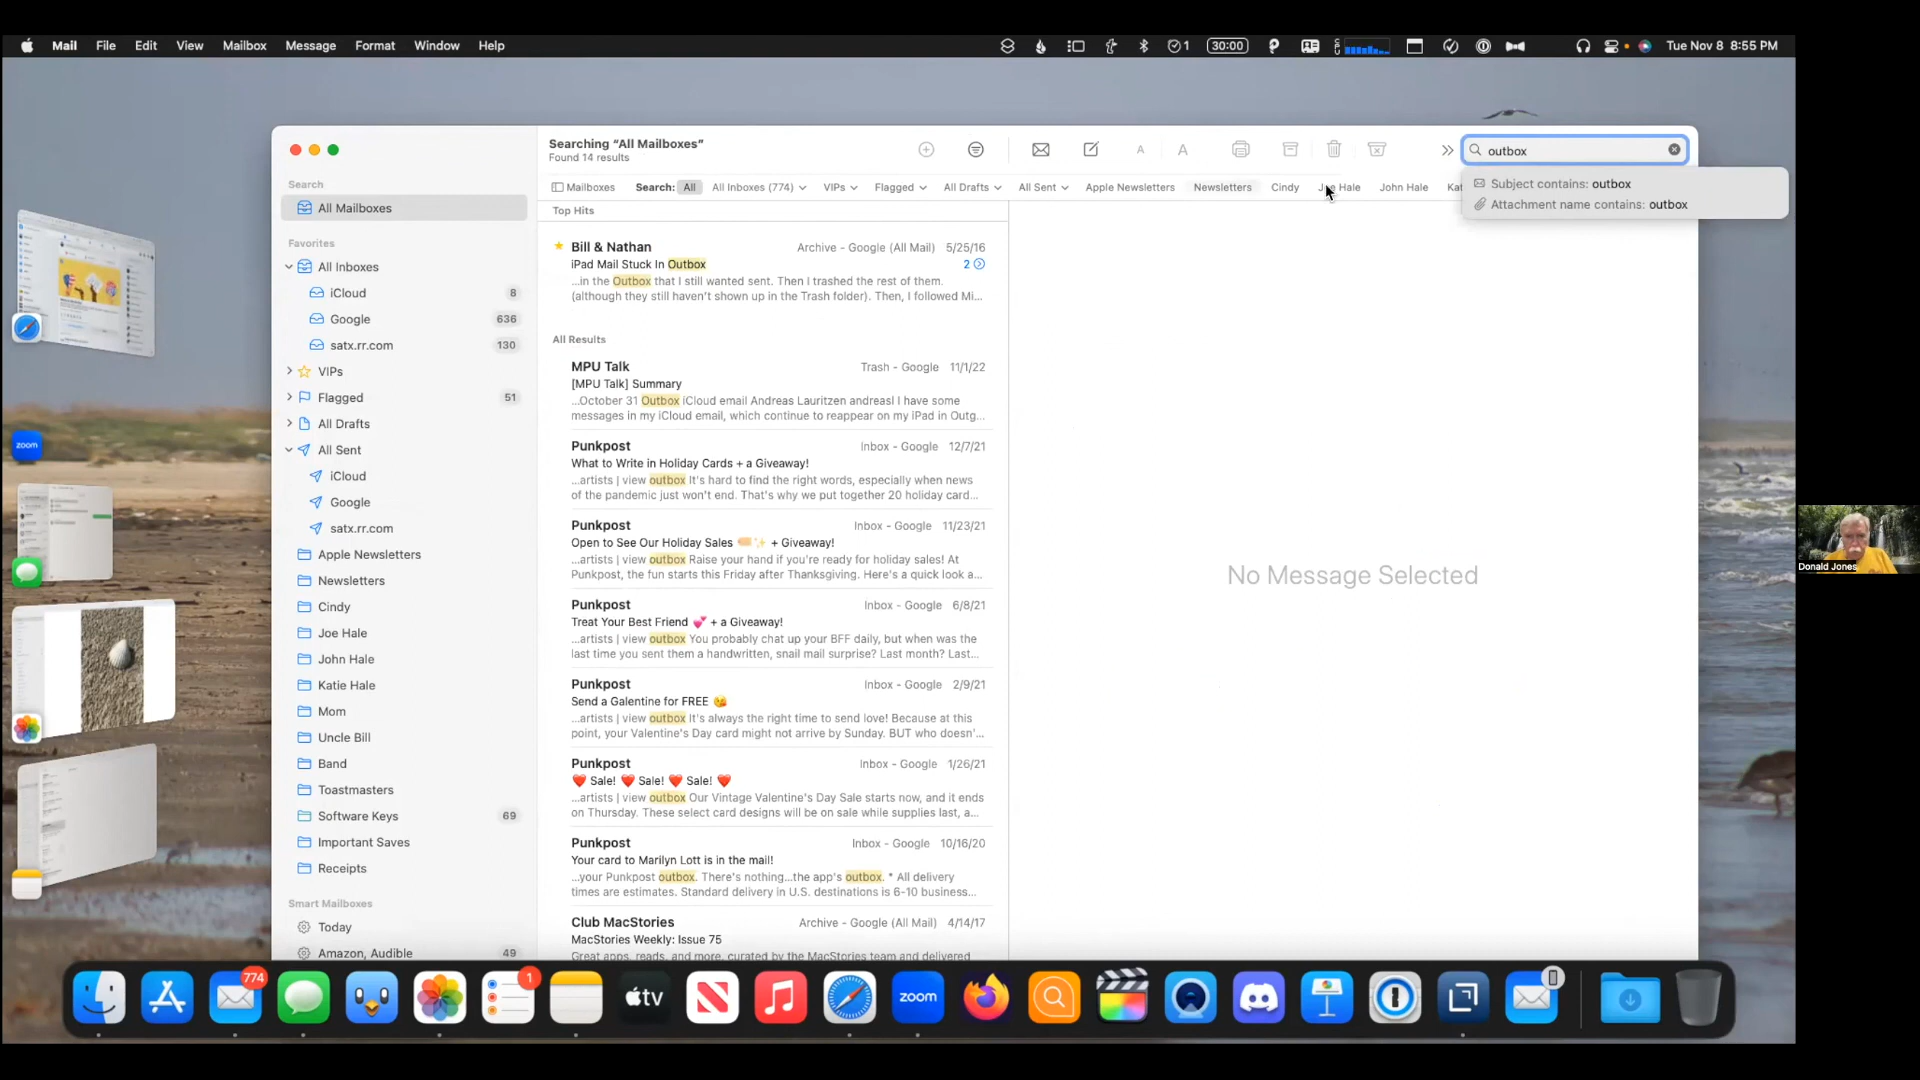 Mail File Edit View Mailbox Message Format Window Help
1 30:00 Tue Nov 8 8:55 PM
Searching “All Mailboxes”
Found 14 results
outbox
Subject contains: outbox
Attachment name contains: outbox
Mailboxes Search: All All Inboxes (774) VIPs Flagged All Drafts All Sent Apple Newsletters Newsletters Cindy Joe Hale John Hale
Search
All Mailboxes
Favorites
All Inboxes
iCloud 8
Google 636
satx.rr.com 130
VIPs
Flagged 51
All Drafts
All Sent
iCloud
Google
satx.rr.com
Apple Newsletters
Newsletters
Cindy
Joe Hale
John Hale
Katie Hale
Mom
Uncle Bill
Band
Toastmasters
Software Keys 69
Important Saves
Receipts
Smart Mailboxes
Today
Amazon, Audible 49
Top Hits
Bill & Nathan Archive - Google (All Mail) 5/25/16
iPad Mail Stuck In Outbox 2
...in the Outbox that I still wanted sent. Then I trashed the rest of them.
(although they still haven't shown up in the Trash folder). Then, I followed Mi...
All Results
MPU Talk Trash - Google 11/1/22
[MPU Talk] Summary
...October 31 Outbox iCloud email Andreas Lauritzen andreasl I have some
messages in my iCloud email, which continue to reappear on my iPad in Outg...
Punkpost Inbox - Google 12/7/21
What to Write in Holiday Cards + a Giveaway!
...artists | view outbox It's hard to find the right words, especially when news
of the pandemic just won't end. That's why we put together 20 holiday card...
Punkpost Inbox - Google 11/23/21
Open to See Our Holiday Sales + Giveaway!
...artists | view outbox Raise your hand if you're ready for holiday sales! At
Punkpost, the fun starts this Friday after Thanksgiving. Here's a quick look a...
Punkpost Inbox - Google 6/8/21
Treat Your Best Friend 💕 + a Giveaway!
...artists | view outbox You probably chat up your BFF daily, but when was the
last time you sent them a handwritten, snail mail surprise? Last month? Last...
Punkpost Inbox - Google 2/9/21
Send a Galentine for FREE 😘
...artists | view outbox It's always the right time to send love! Because at this
point, your Valentine's Day card might not arrive by Sunday. BUT who doesn'...
Punkpost Inbox - Google 1/26/21
❤️ Sale! ❤️ Sale! ❤️ Sale! ❤️
...artists | view outbox Our Vintage Valentine's Day Sale starts now, and it ends
on Thursday. These select card designs will be on sale while supplies last, a...
Punkpost Inbox - Google 10/16/20
Your card to Marilyn Lott is in the mail!
...your Punkpost outbox. There's nothing...the app's outbox. * All delivery
times are estimates. Standard delivery in U.S. destinations is 6-10 business...
Club MacStories Archive - Google (All Mail) 4/14/17
MacStories Weekly: Issue 75
Great apps, reads, and more, curated by the MacStories team and delivered
No Message Selected
zoom
Donald Jones
774 1 tv zoom